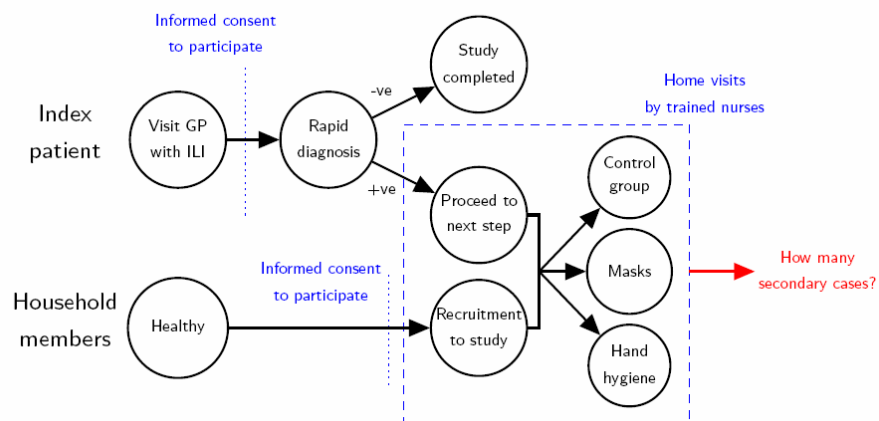 Informed consent
to participate
Study
completed
-ve
Home visits
by trained nurses
Index
patient
Visit GP
with ILI
Rapid
diagnosis
+ve
Proceed to
next step
Control
group
Masks
How many
secondary cases?
Informed consent
to participate
Household
members
Healthy
Recruitment
to study
Hand
hygiene